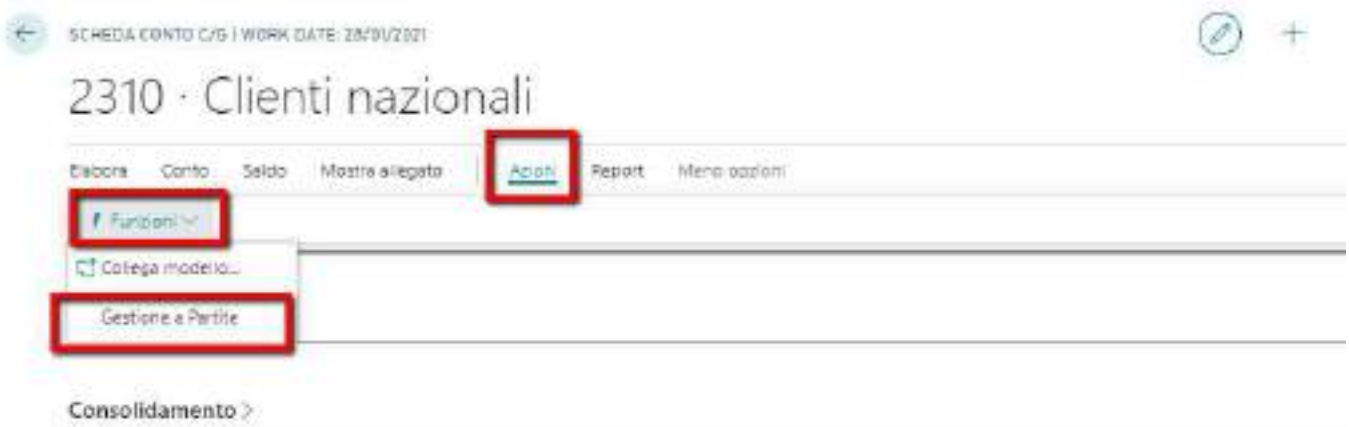 SCHEDA CONTO C/G | WORK DATE: 28/01/2021
2310 · Clienti nazionali
Elabora Conto Saldo Mostra allegato Azioni Report Meno opzioni
Funzioni
Collega modello...
Gestione a Partite
Consolidamento >